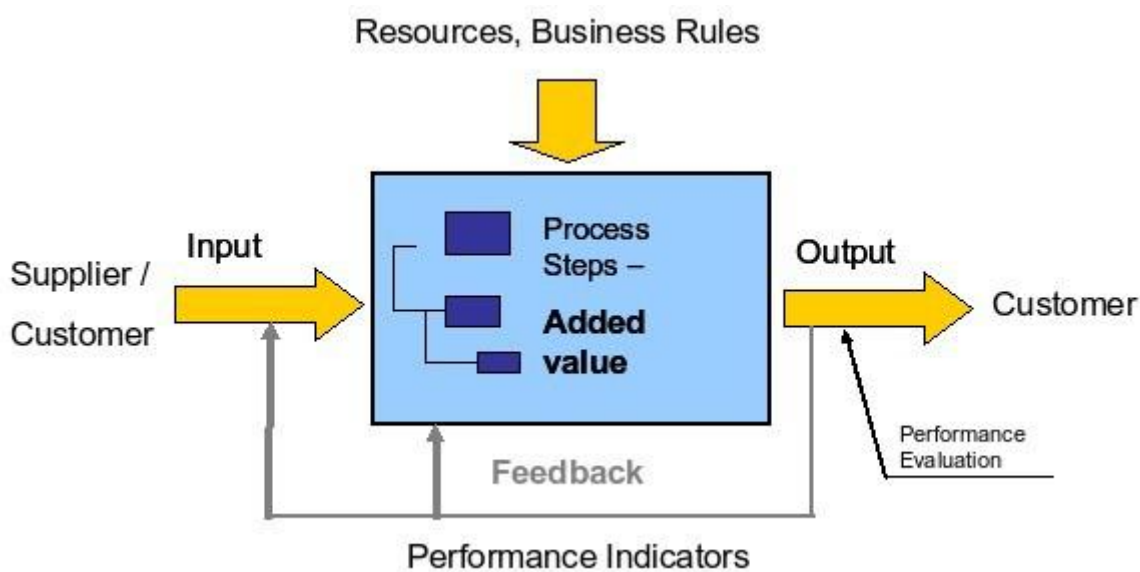 Resources, Business Rules
Input
Supplier /
Customer
Process
Steps –
Added
value
Output
Customer
Performance
Evaluation
Feedback
Performance Indicators